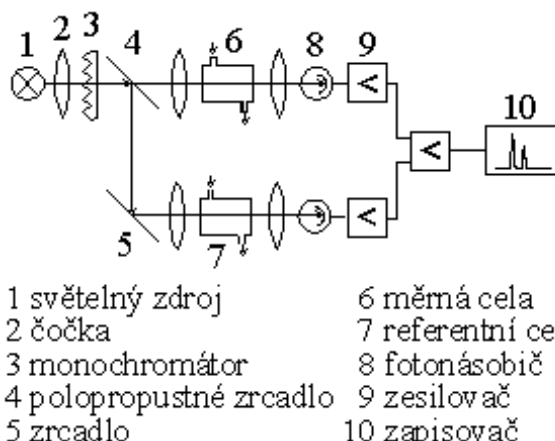 1 2 3 4 6 8 9
10
5 7
1 světelný zdroj 6 měrná cela
2 čočka 7 referentní ce
3 monochromátor 8 fotonásobič
4 polopropustné zrcadlo 9 zesilovač
5 zrcadlo 10 zapisovač